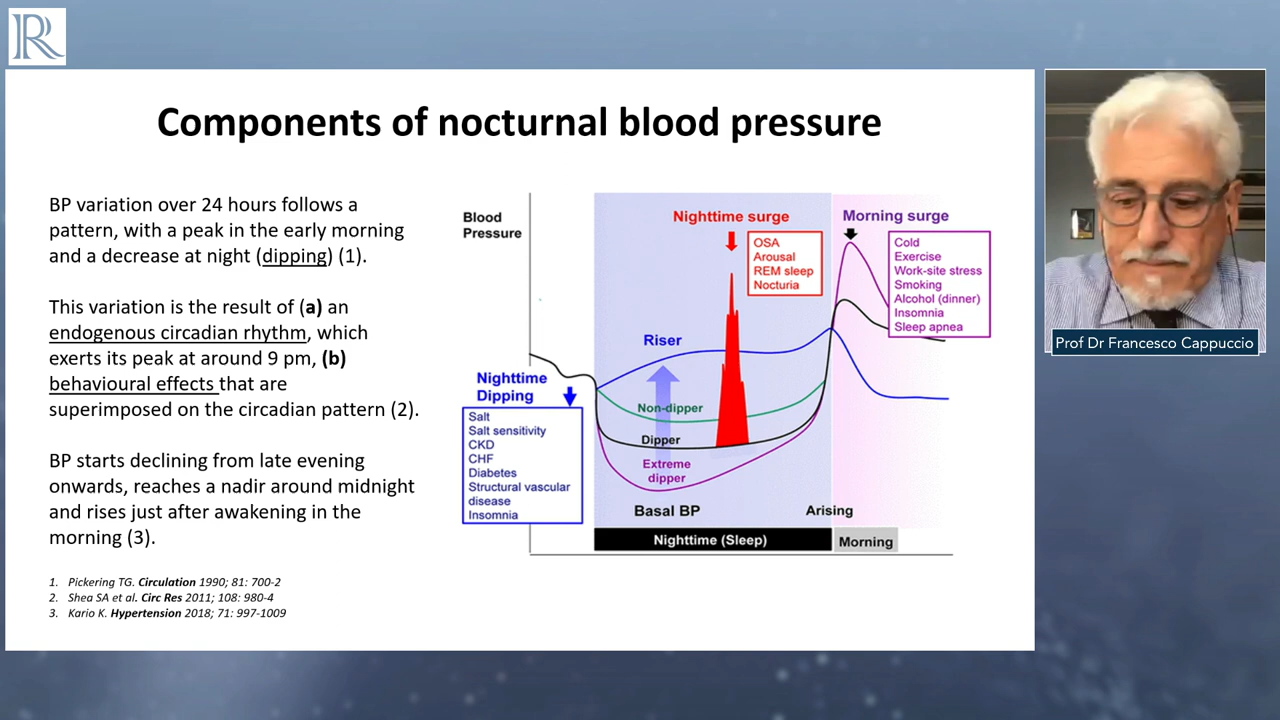 R
Components of nocturnal blood pressure
BP variation over 24 hours follows a
pattern, with a peak in the early morning
and a decrease at night (dipping) (1).
This variation is the result of (a) an
endogenous circadian rhythm, which
exerts its peak at around 9 pm, (b)
behavioural effects that are
superimposed on the circadian pattern (2).
BP starts declining from late evening
onwards, reaches a nadir around midnight
and rises just after awakening in the
morning (3).
1. Pickering TG. Circulation 1990; 81: 700-2
2. Shea SA et al. Circ Res 2011; 108: 980-4
3. Kario K. Hypertension 2018; 71: 997-1009
Blood
Pressure
Nighttime surge
OSA
Arousal
REM sleep
Nocturia
Morning surge
Cold
Exercise
Work-site stress
Smoking
Alcohol (dinner)
Insomnia
Sleep apnea
Riser
Nighttime
Dipping
Salt
Salt sensitivity
CKD
CHF
Diabetes
Structural vascular
disease
Insomnia
Non-dipper
Dipper
Extreme
dipper
Basal BP
Arising
Nighttime (Sleep)
Morning
Prof Dr Francesco Cappuccio